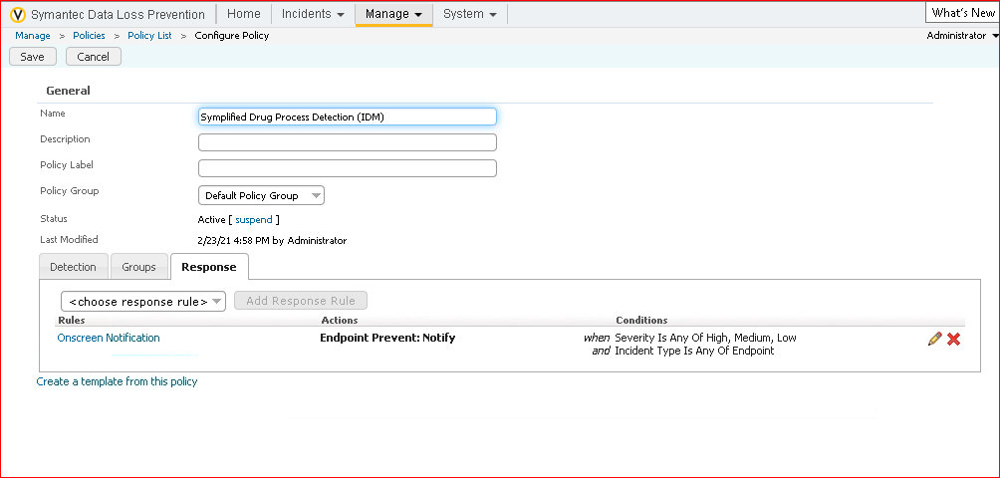 Symantec Data Loss Prevention Home Incidents Manage System What's New
Manage > Policies > Policy List > Configure Policy Administrator
Save Cancel
General
Name Symplified Drug Process Detection (IDM)
Description
Policy Label
Policy Group Default Policy Group
Status Active [ suspend ]
Last Modified 2/23/21 4:58 PM by Administrator
Detection Groups Response
<choose response rule> Add Response Rule
Rules Actions Conditions
Onscreen Notification Endpoint Prevent: Notify when Severity Is Any Of High, Medium, Low
and Incident Type Is Any Of Endpoint
Create a template from this policy